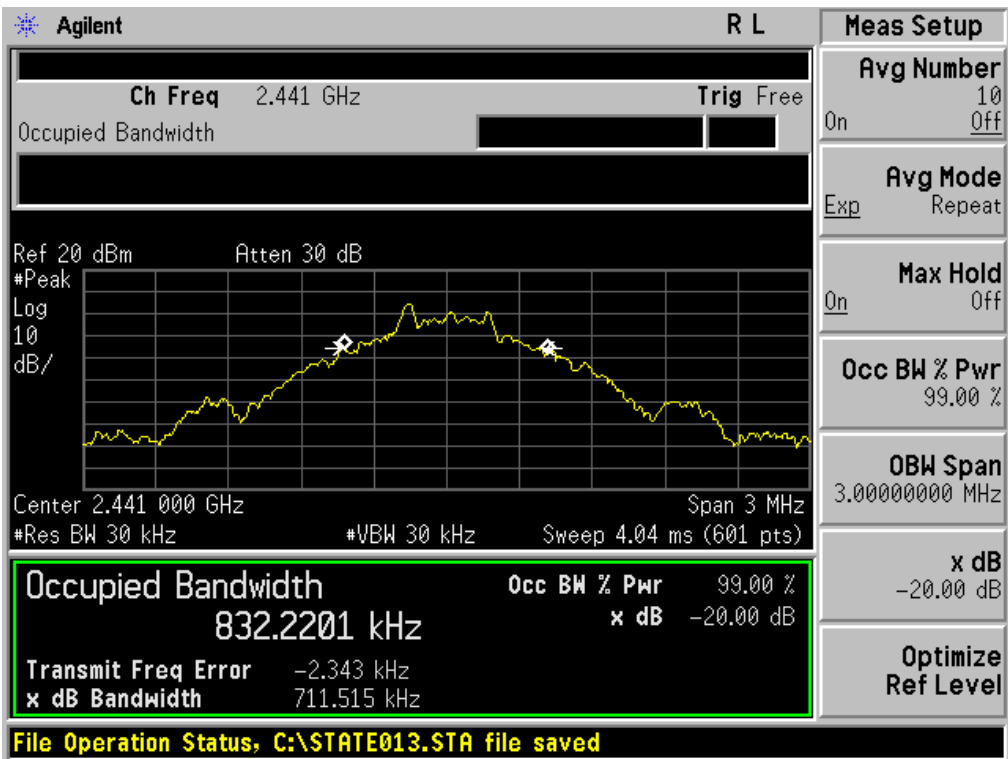 Agilent R L
Ch Freq 2.441 GHz Trig Free
Occupied Bandwidth
Ref 20 dBm Atten 30 dB
#Peak
Log
10
dB/
Center 2.441 000 GHz Span 3 MHz
#Res BW 30 kHz #VBW 30 kHz Sweep 4.04 ms (601 pts)
Occupied Bandwidth Occ BW % Pwr 99.00 %
832.2201 kHz x dB -20.00 dB
Transmit Freq Error -2.343 kHz
x dB Bandwidth 711.515 kHz
File Operation Status, C:\STATE013.STA file saved
Meas Setup
Avg Number
10
On Off
Avg Mode
Exp Repeat
Max Hold
On Off
Occ BW % Pwr
99.00 %
OBW Span
3.00000000 MHz
x dB
-20.00 dB
Optimize
Ref Level